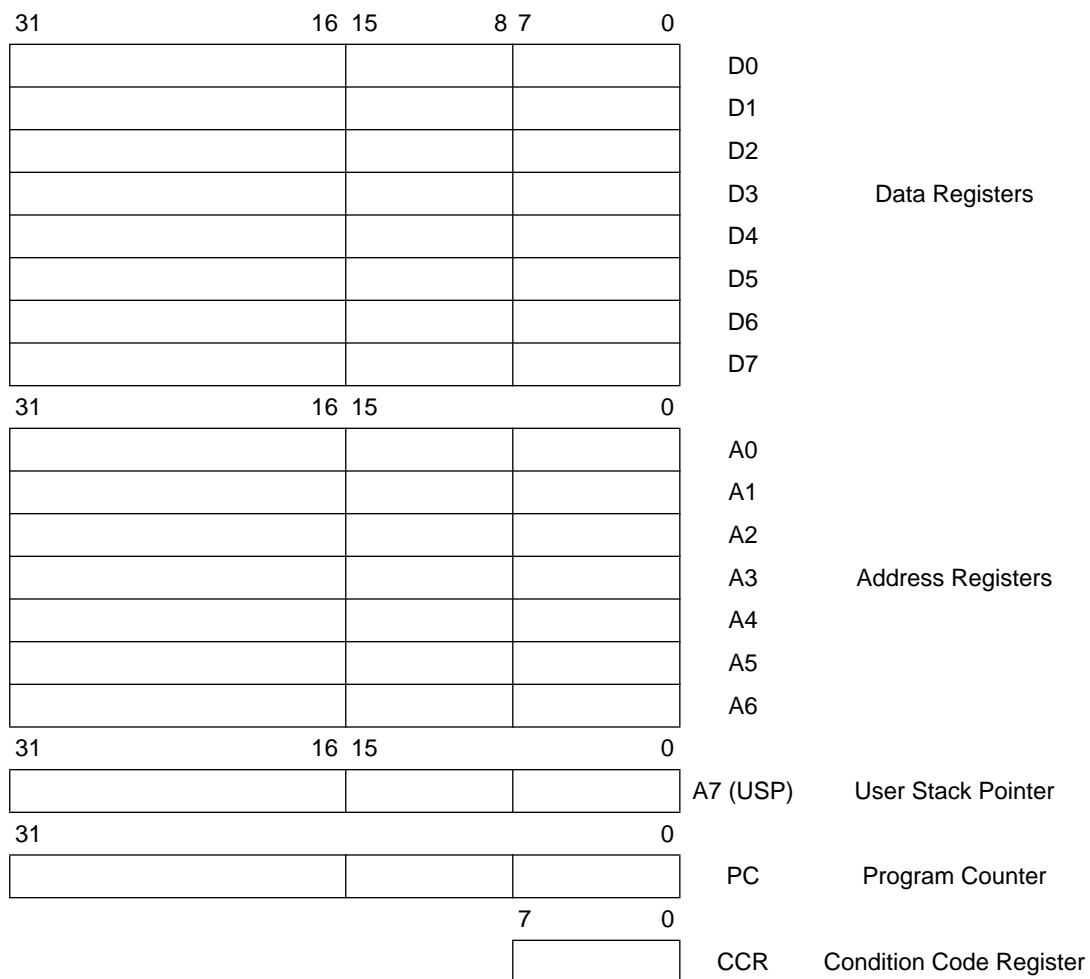 31 16 15 8 7 0
D0
D1
D2
D3 Data Registers
D4
D5
D6
D7
31 16 15 0
A0
A1
A2
A3 Address Registers
A4
A5
A6
31 16 15 0
A7 (USP) User Stack Pointer
31 0
PC Program Counter
7 0
CCR Condition Code Register